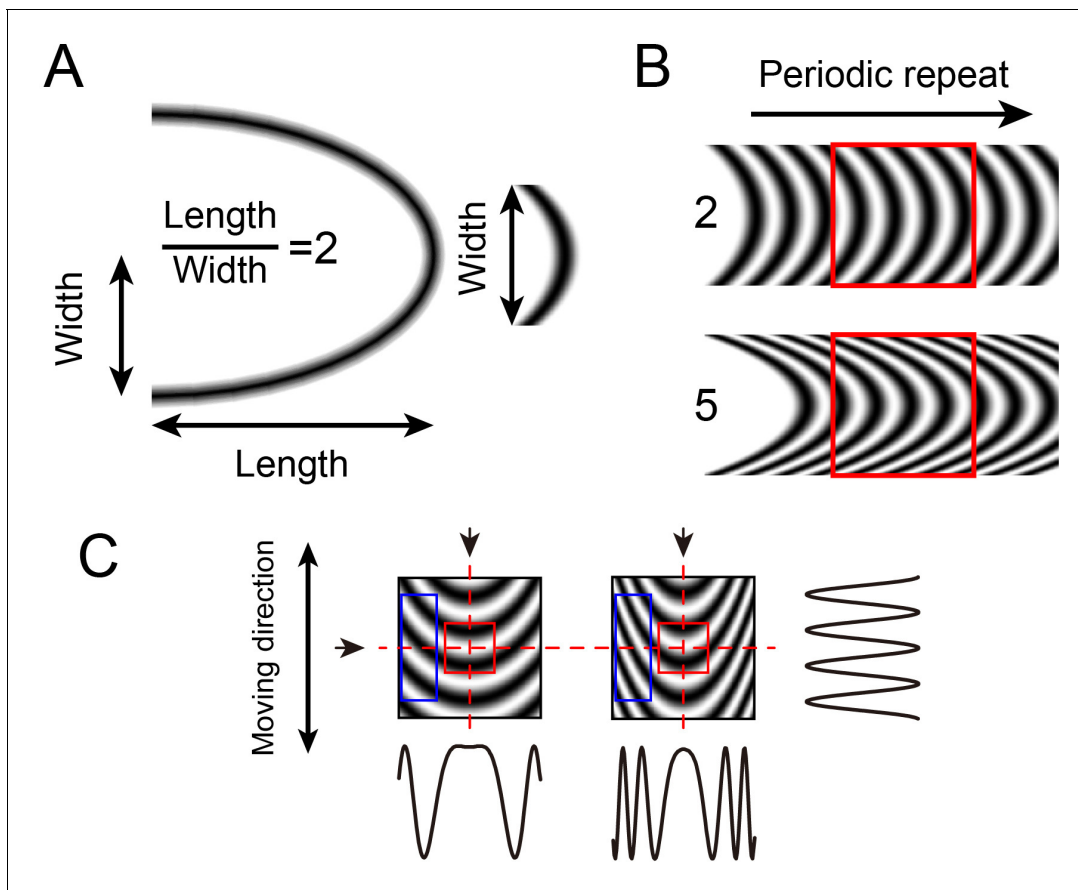 A
Length
Width
=2
Width
Length
Width
B
Periodic repeat
2
5
C
Moving direction